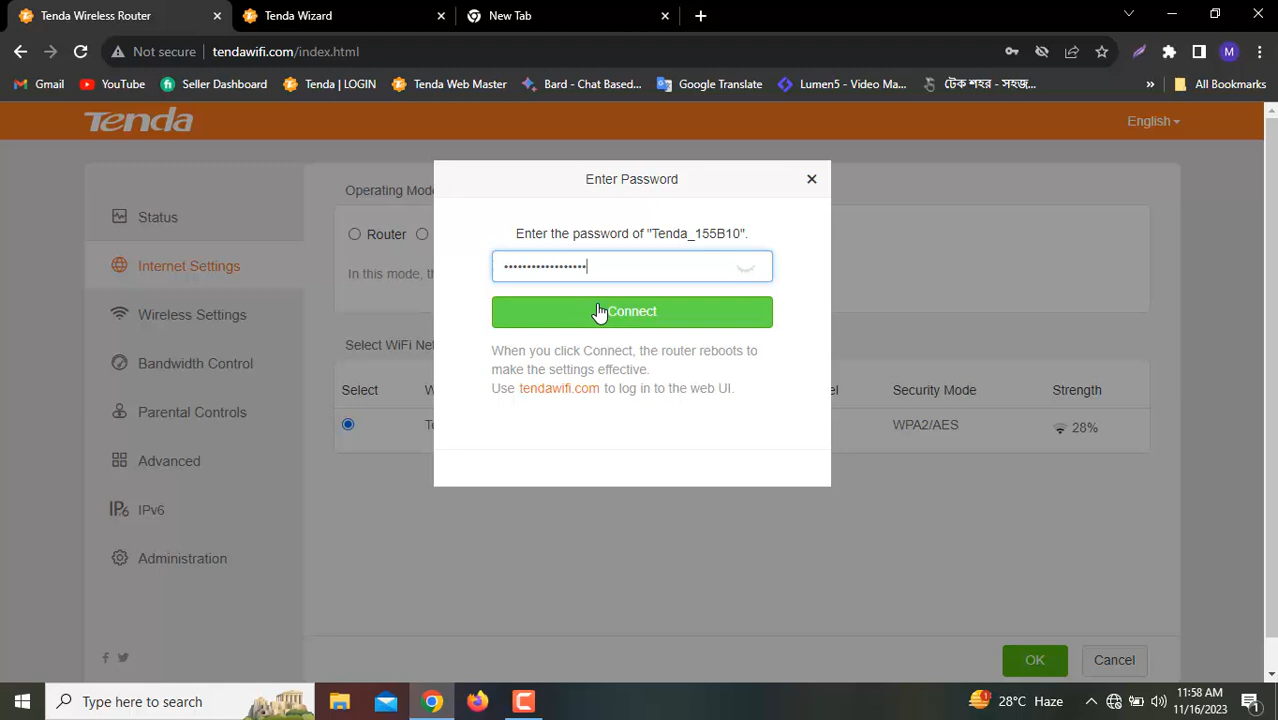 Tenda Wireless Router
Tenda Wizard
New Tab
Not secure
tendawifi.com/index.html
M
Gmail
YouTube
Seller Dashboard
Tenda | LOGIN
Tenda Web Master
Bard - Chat Based...
Google Translate
Lumen5 - Video Ma...
টেক শহর - সহজ...
»
All Bookmarks
Tenda
English
Status
Internet Settings
Wireless Settings
Bandwidth Control
Parental Controls
Advanced
IPv6
Administration
Operating Mod
Router
In this mode, th
Select WiFi Net
Select
W
el
Security Mode
Strength
Te
WPA2/AES
28%
Enter Password
Enter the password of "Tenda_155B10".
••••••••••••••••••
Connect
When you click Connect, the router reboots to
make the settings effective.
Use tendawifi.com to log in to the web UI.
OK
Cancel
Type here to search
1
28°C Haze
11:58 AM
11/16/2023
1